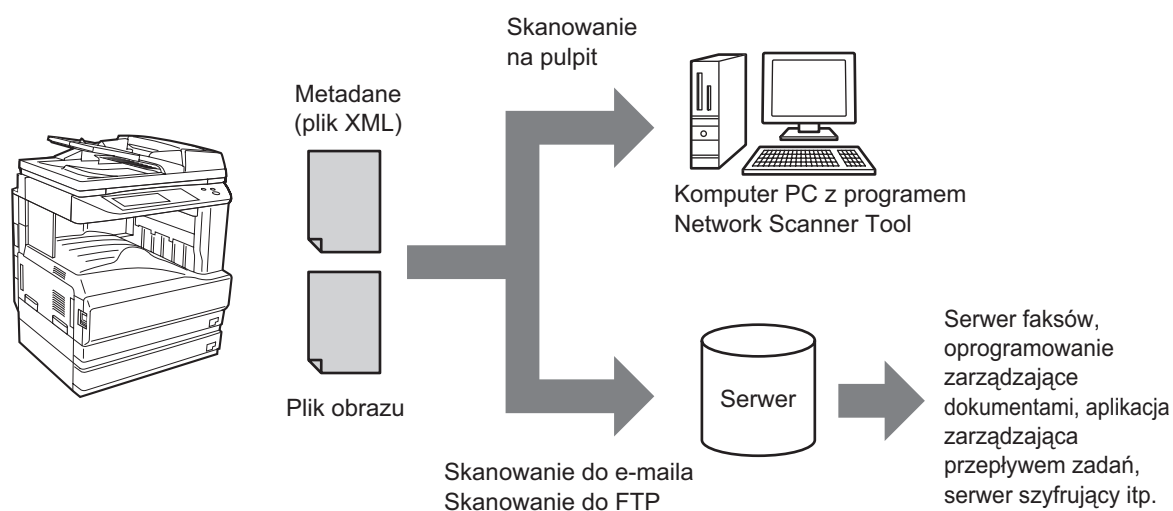 Skanowanie
na pulpit
Metadane
(plik XML)
Komputer PC z programem
Network Scanner Tool
Plik obrazu
Serwer
Serwer faksów,
oprogramowanie
zarządzające
dokumentami, aplikacja
zarządzająca
przepływem zadań,
serwer szyfrujący itp.
Skanowanie do e-maila
Skanowanie do FTP